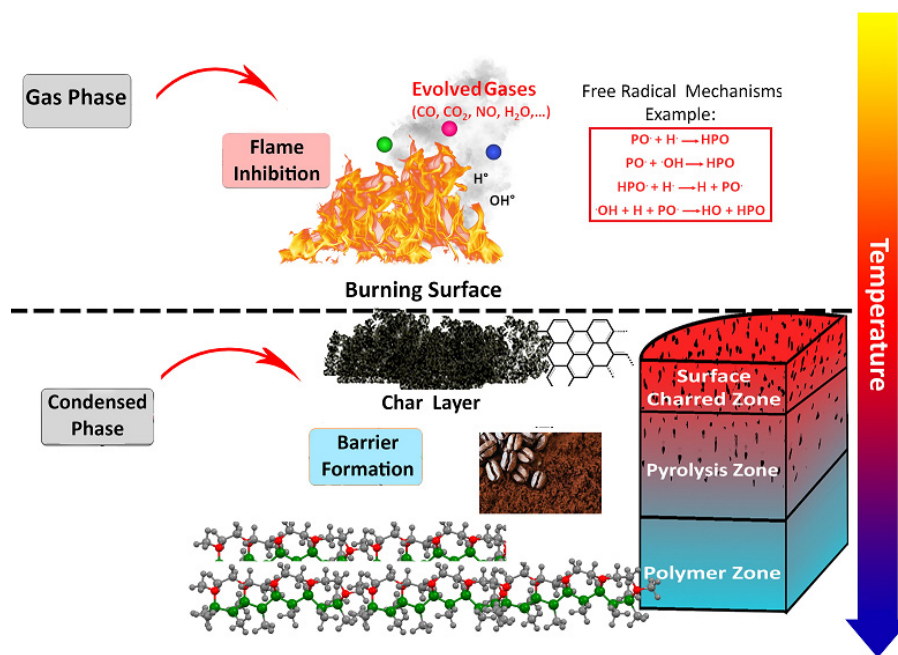 Gas Phase
Flame
Inhibition
Evolved Gases
(CO, CO₂, NO, H₂O,...)
H°
OH°
Free Radical Mechanisms
Example:
PO· + H· → HPO
PO· + ·OH → HPO
HPO· + H· → H + PO·
·OH + H + PO· → HO + HPO
Burning Surface
Condensed
Phase
Char Layer
Barrier
Formation
Surface
Charred Zone
Pyrolysis Zone
Polymer Zone
Temperature